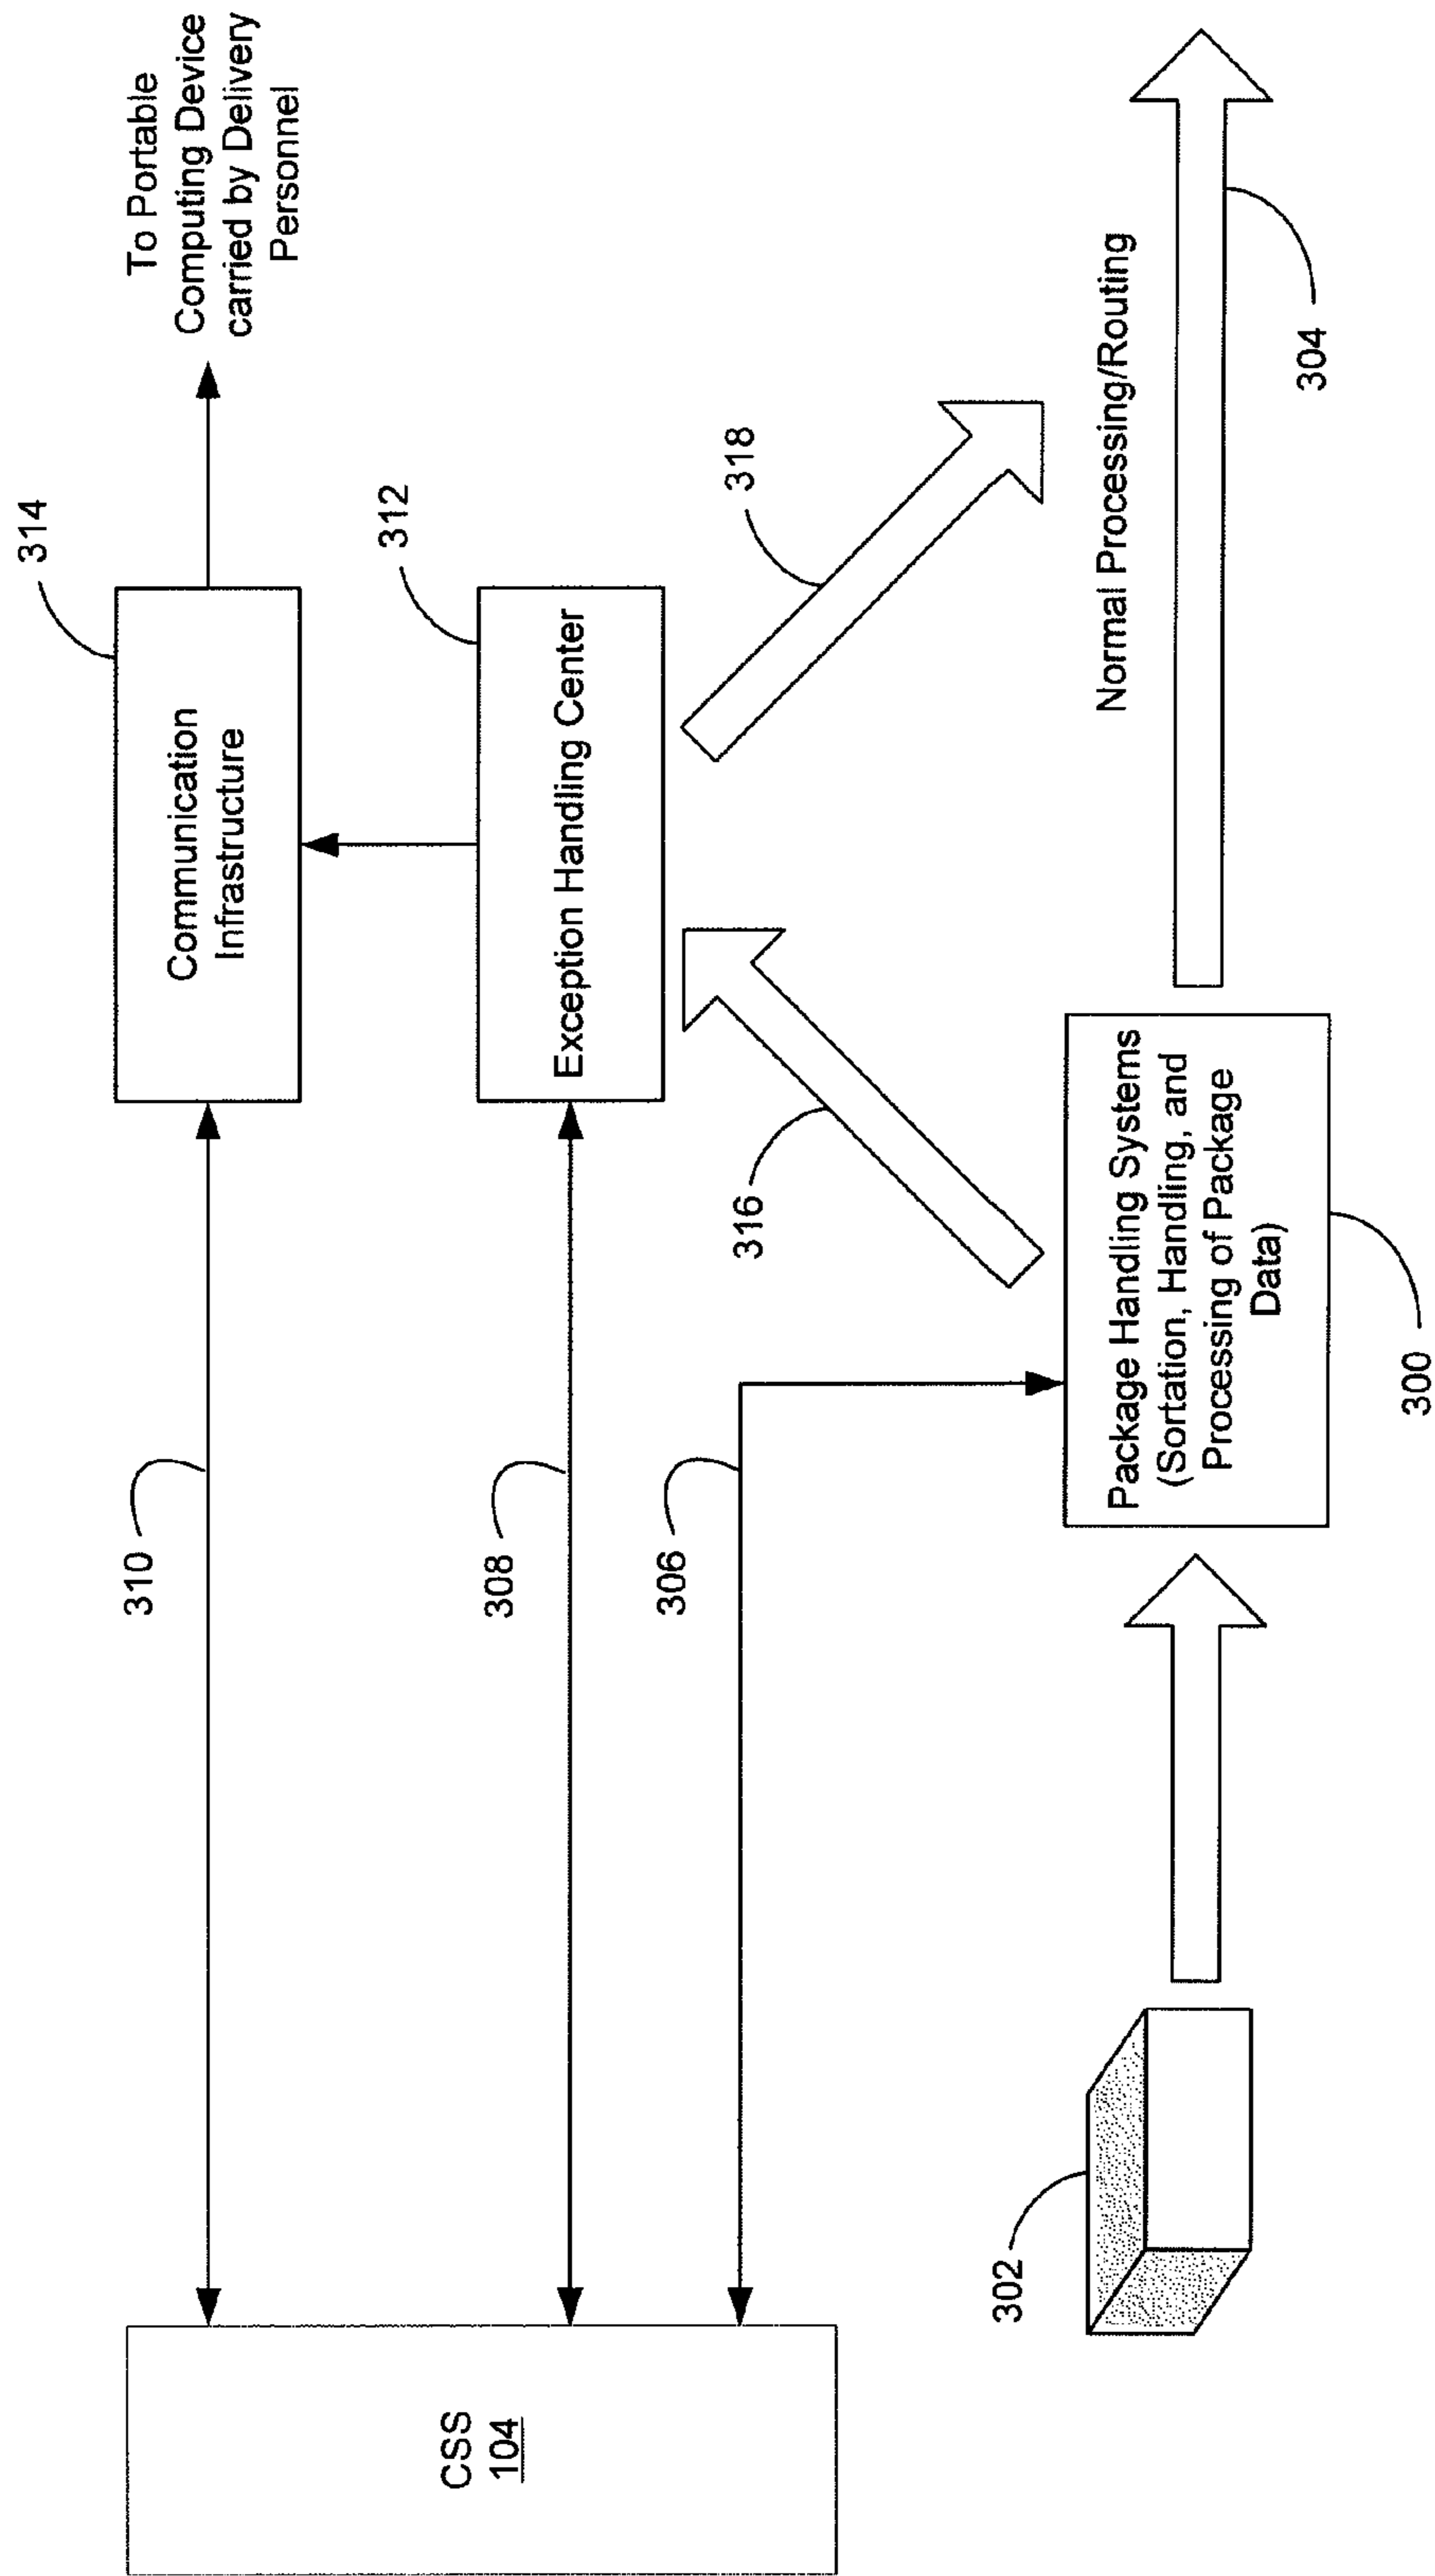 To Portable
Computing Device
carried by Delivery
Personnel
314
Communication
Infrastructure
310
312
Exception Handling Center
308
318
316
306
CSS
104
Normal Processing/Routing
304
Package Handling Systems
(Sortation, Handling, and
Processing of Package
Data)
300
302